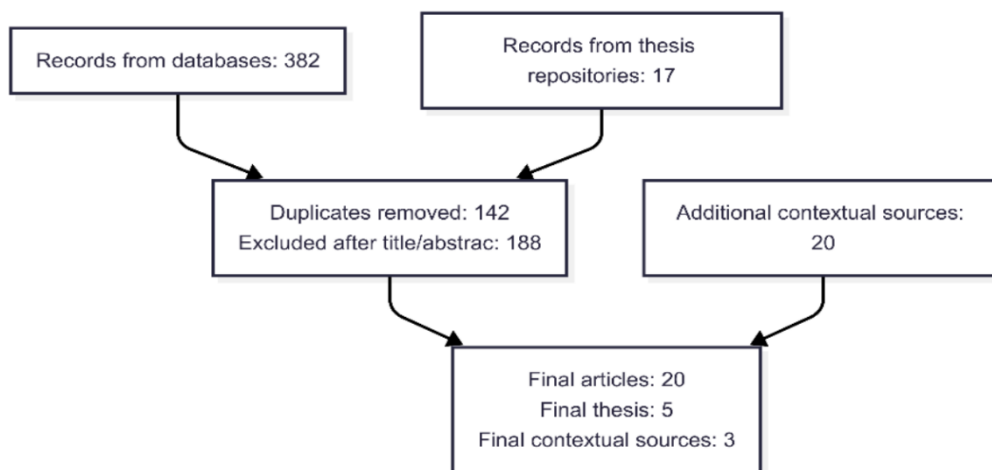 Records from databases: 382
Records from thesis
repositories: 17
Duplicates removed: 142
Excluded after title/abstrac: 188
Additional contextual sources:
20
Final articles: 20
Final thesis: 5
Final contextual sources: 3